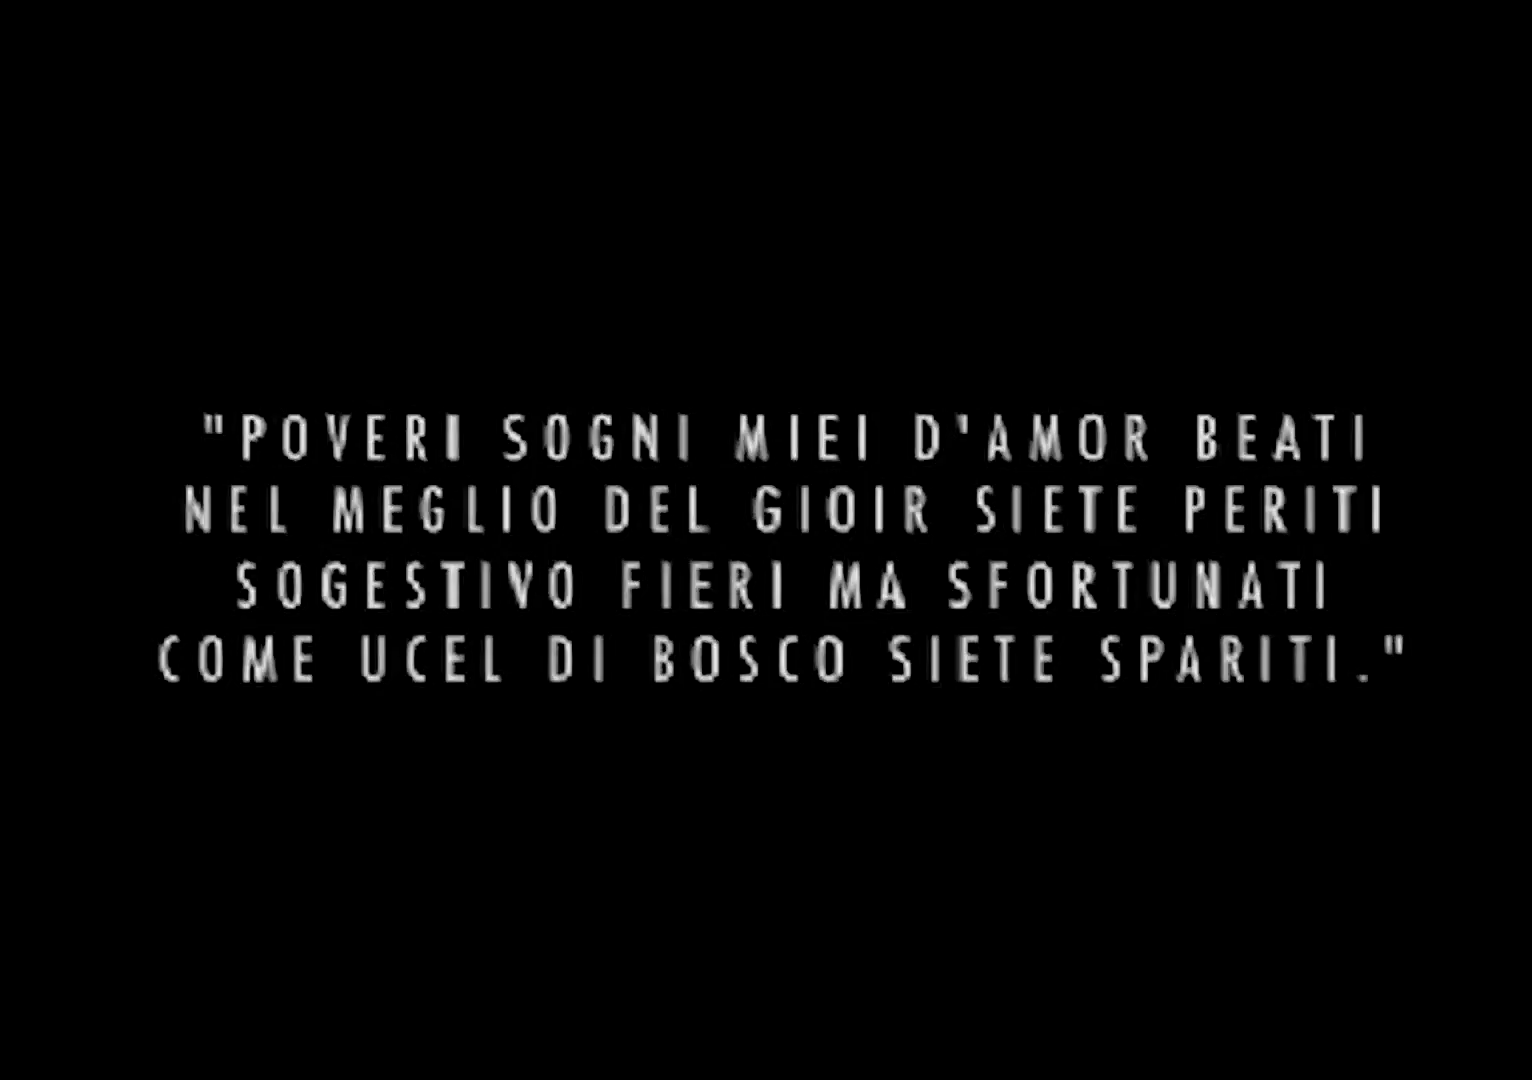 "POVERI SOGNI MIEI D'AMOR BEATI
NEL MEGLIO DEL GIOIR SIETE PERITI
SOGESTIVO FIERI MA SFORTUNATI
COME UCEL DI BOSCO SIETE SPARITI."